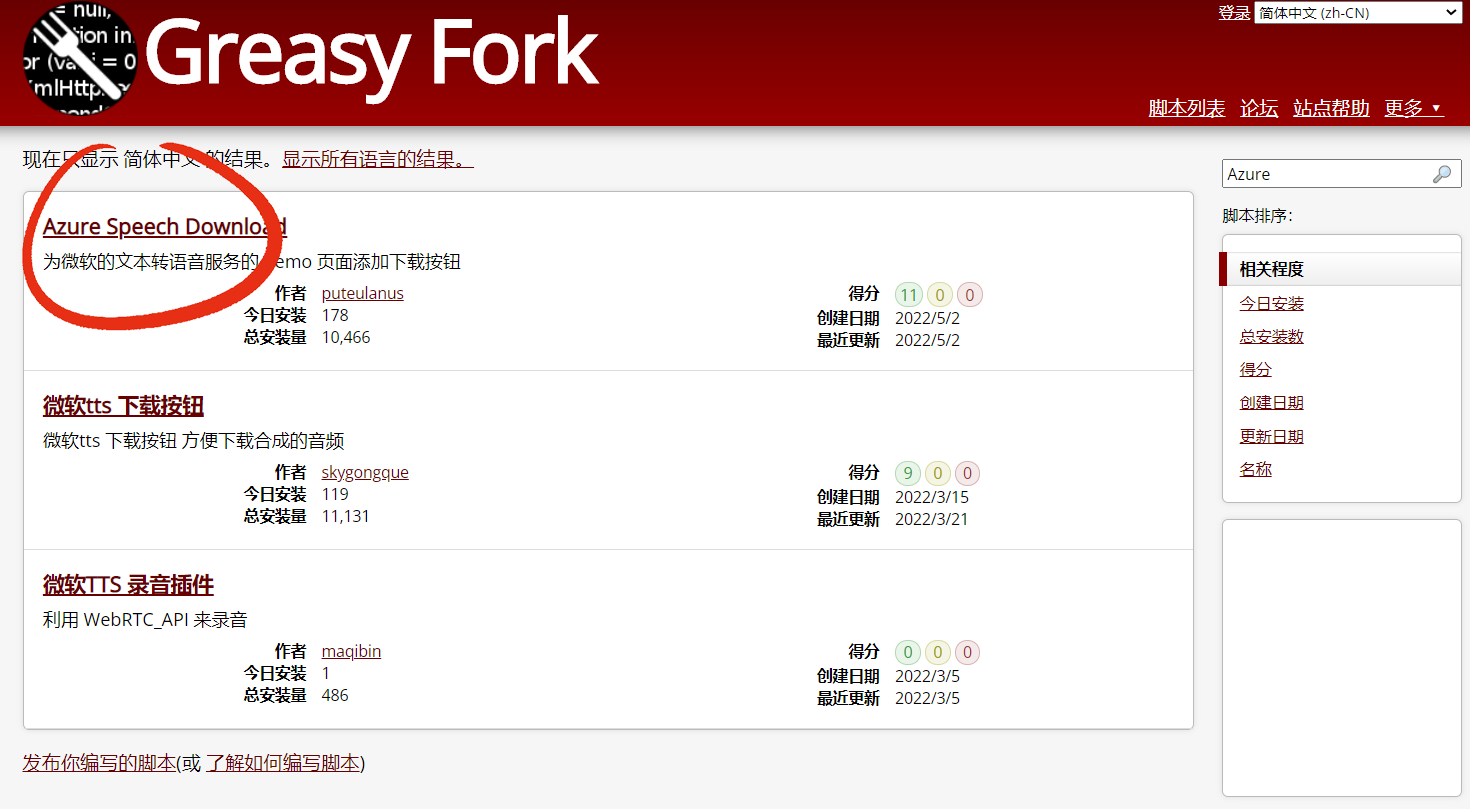 = null,
tion in
or (va i = 0
XmlHttp
Greasy Fork
登录 简体中文 (zh-CN)
脚本列表 论坛 站点帮助 更多 ▼
现在只显示 简体中文 的结果。显示所有语言的结果。
Azure Speech Download
为微软的文本转语音服务的 demo 页面添加下载按钮
作者 puteulanus
今日安装 178
总安装量 10,466
得分 11 0 0
创建日期 2022/5/2
最近更新 2022/5/2
微软tts 下载按钮
微软tts 下载按钮 方便下载合成的音频
作者 skygongque
今日安装 119
总安装量 11,131
得分 9 0 0
创建日期 2022/3/15
最近更新 2022/3/21
微软TTS 录音插件
利用 WebRTC_API 来录音
作者 maqibin
今日安装 1
总安装量 486
得分 0 0 0
创建日期 2022/3/5
最近更新 2022/3/5
发布你编写的脚本(或 了解如何编写脚本)
Azure
脚本排序：
相关程度
今日安装
总安装数
得分
创建日期
更新日期
名称